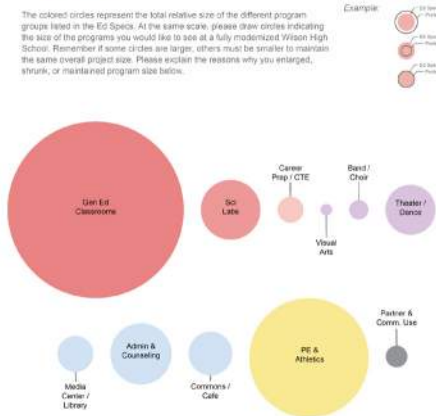 The colored circles represent the total relative size of the different program
groups listed in the Ed Specs. At the same scale, please draw circles indicating
the size of the programs you would like to see at a fully modernized Wilson High
School. Remember if some circles are larger, others must be smaller to maintain
the same overall project size. Please explain the reasons why you enlarged,
shrunk, or maintained program size below.
Example:
Gen Ed
Classrooms
Sci
Labs
Career
Prep / CTE
Visual
Arts
Band /
Choir
Theater /
Dance
Media
Center /
Library
Admin &
Counseling
Commons /
Cafe
PE &
Athletics
Partner
& Comm. Use